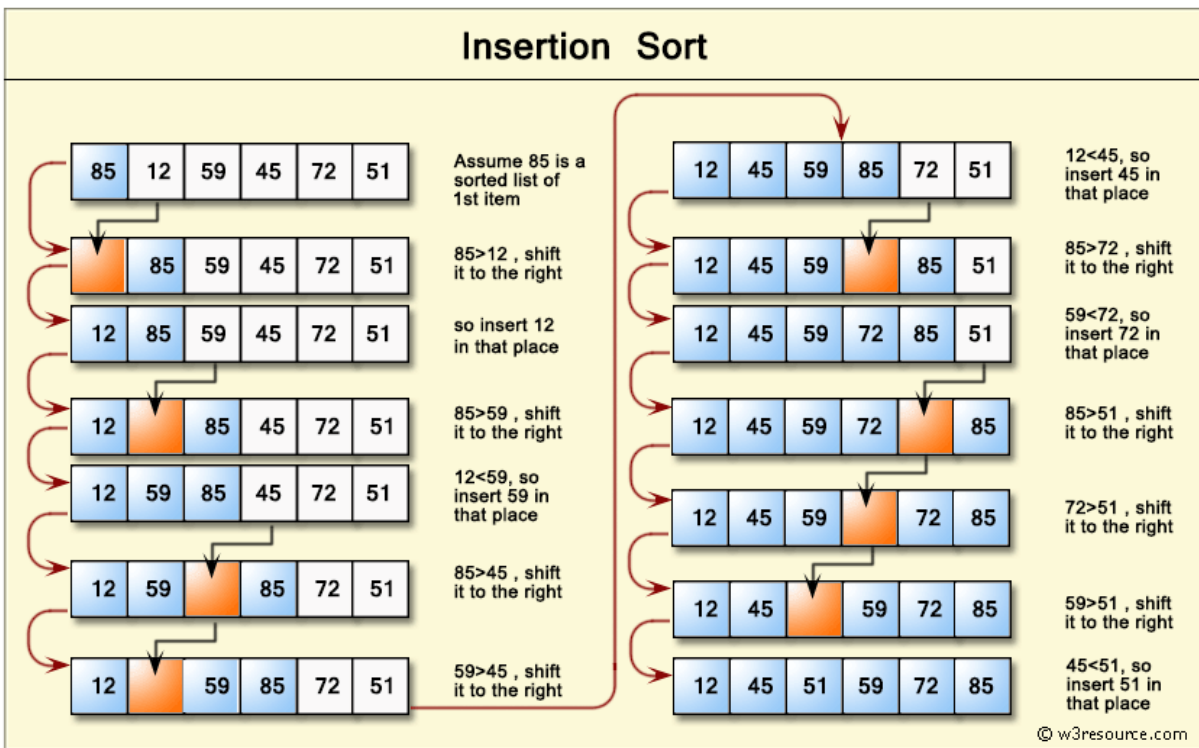 Insertion Sort
85 12 59 45 72 51
Assume 85 is a
sorted list of
1st item
85 59 45 72 51
85>12 , shift
it to the right
12 85 59 45 72 51
so insert 12
in that place
12 85 45 72 51
85>59 , shift
it to the right
12 59 85 45 72 51
12<59, so
insert 59 in
that place
12 59 85 72 51
85>45 , shift
it to the right
12 59 85 72 51
59>45, shift
it to the right
12 45 59 85 72 51
12<45, so
insert 45 in
that place
12 45 59 85 51
85>72 , shift
it to the right
12 45 59 72 85 51
59<72, so
insert 72 in
that place
12 45 59 72 85
85>51 , shift
it to the right
12 45 59 72 85
72>51 , shift
it to the right
12 45 59 72 85
59>51 , shift
it to the right
12 45 51 59 72 85
45<51, so
insert 51 in
that place
© w3resource.com